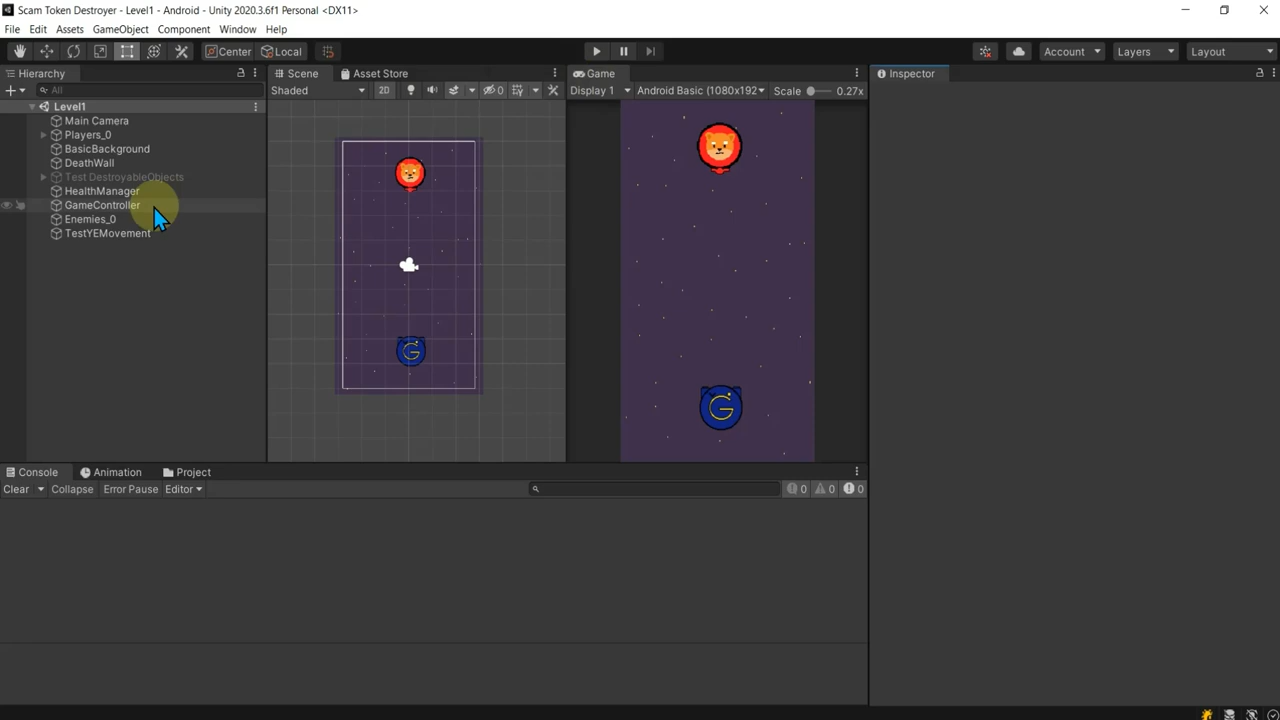 Scam Token Destroyer - Level1 - Android - Unity 2020.3.6f1 Personal <DX11>
File Edit Assets GameObject Component Window Help
Center Local Account Layers Layout
Hierarchy Scene Asset Store Game Inspector
All Shaded 2D 0 Display 1 Android Basic (1080x192 Scale 0.27x
Level1
Main Camera
Players_0
BasicBackground
DeathWall
Test DestroyableObjects
HealthManager
GameController
Enemies_0
TestYEMovement
G
G
Console Animation Project
Clear Collapse Error Pause Editor 0 0 0